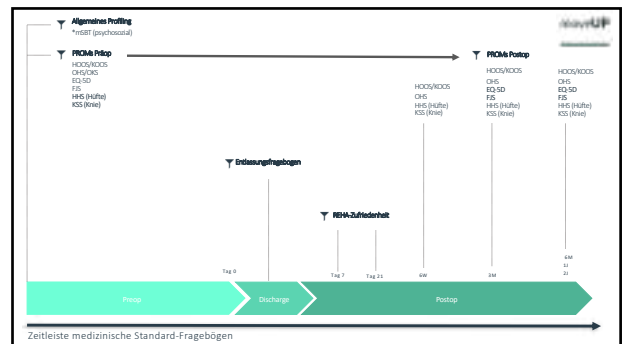 Allgemeines Profiling
*mSBT (psychosozial)
PROMs Präop
HOOS/KOOS
OHS/OKS
EQ-5D
FJS
HHS (Hüfte)
KSS (Knie)
moveUP
PROMs Postop
HOOS/KOOS
OHS
HHS (Hüfte)
KSS (Knie)
HOOS/KOOS
OHS
EQ-5D
FJS
HHS (Hüfte)
KSS (Knie)
HOOS/KOOS
OHS
EQ-5D
FJS
HHS (Hüfte)
KSS (Knie)
Entlassungsfragebogen
REHA-Zufriedenheit
Tag 0
Tag 7
Tag 21
6W
3M
6M
1J
2J
Preop
Discharge
Postop
Zeitleiste medizinische Standard-Fragebögen